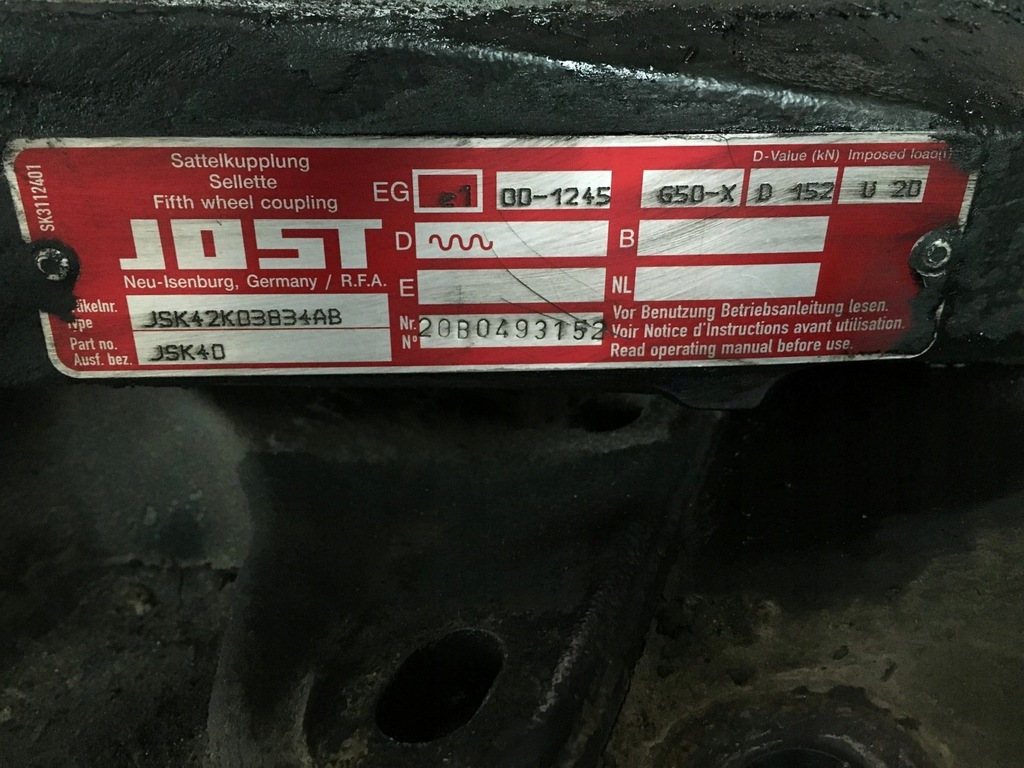 SK3112401
Sattelkupplung
Sellette
Fifth wheel coupling
JOST
Neu-Isenburg, Germany / R.F.A.
Type JSK42KD3B34AB
Part no.
Ausf. bez. JSK40
D-Value (kN) Imposed load
EG e1 00-1245 G50-X D 152 U 20
D B
E NL
Nr.
N° 20B0493152
Vor Benutzung Betriebsanleitung lesen.
Voir Notice d'Instructions avant utilisation.
Read operating manual before use.